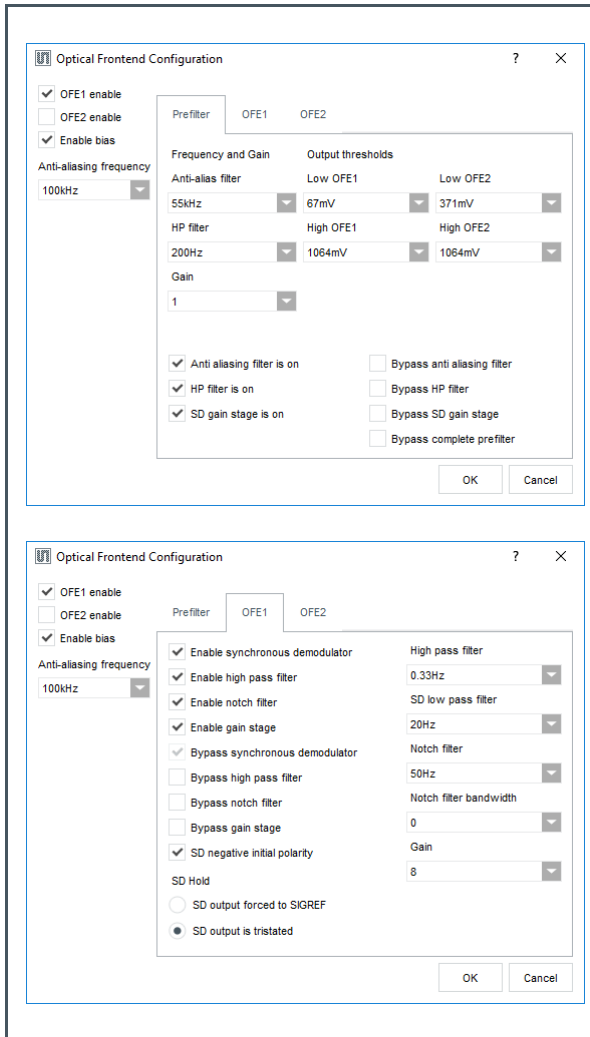 Optical Frontend Configuration ? ×
OFE1 enable
OFE2 enable
Enable bias
Anti-aliasing frequency
100kHz
Prefilter OFE1 OFE2
Frequency and Gain Output thresholds
Anti-alias filter Low OFE1 Low OFE2
55kHz 67mV 371mV
HP filter High OFE1 High OFE2
200Hz 1064mV 1064mV
Gain
1
Anti aliasing filter is on Bypass anti aliasing filter
HP filter is on Bypass HP filter
SD gain stage is on Bypass SD gain stage
Bypass complete prefilter
OK Cancel
Optical Frontend Configuration ? ×
OFE1 enable
OFE2 enable
Enable bias
Anti-aliasing frequency
100kHz
Prefilter OFE1 OFE2
Enable synchronous demodulator
Enable high pass filter
Enable notch filter
Enable gain stage
Bypass synchronous demodulator
Bypass high pass filter
Bypass notch filter
Bypass gain stage
SD negative initial polarity
SD Hold
SD output forced to SIGREF
SD output is tristated
High pass filter
0.33Hz
SD low pass filter
20Hz
Notch filter
50Hz
Notch filter bandwidth
0
Gain
8
OK Cancel